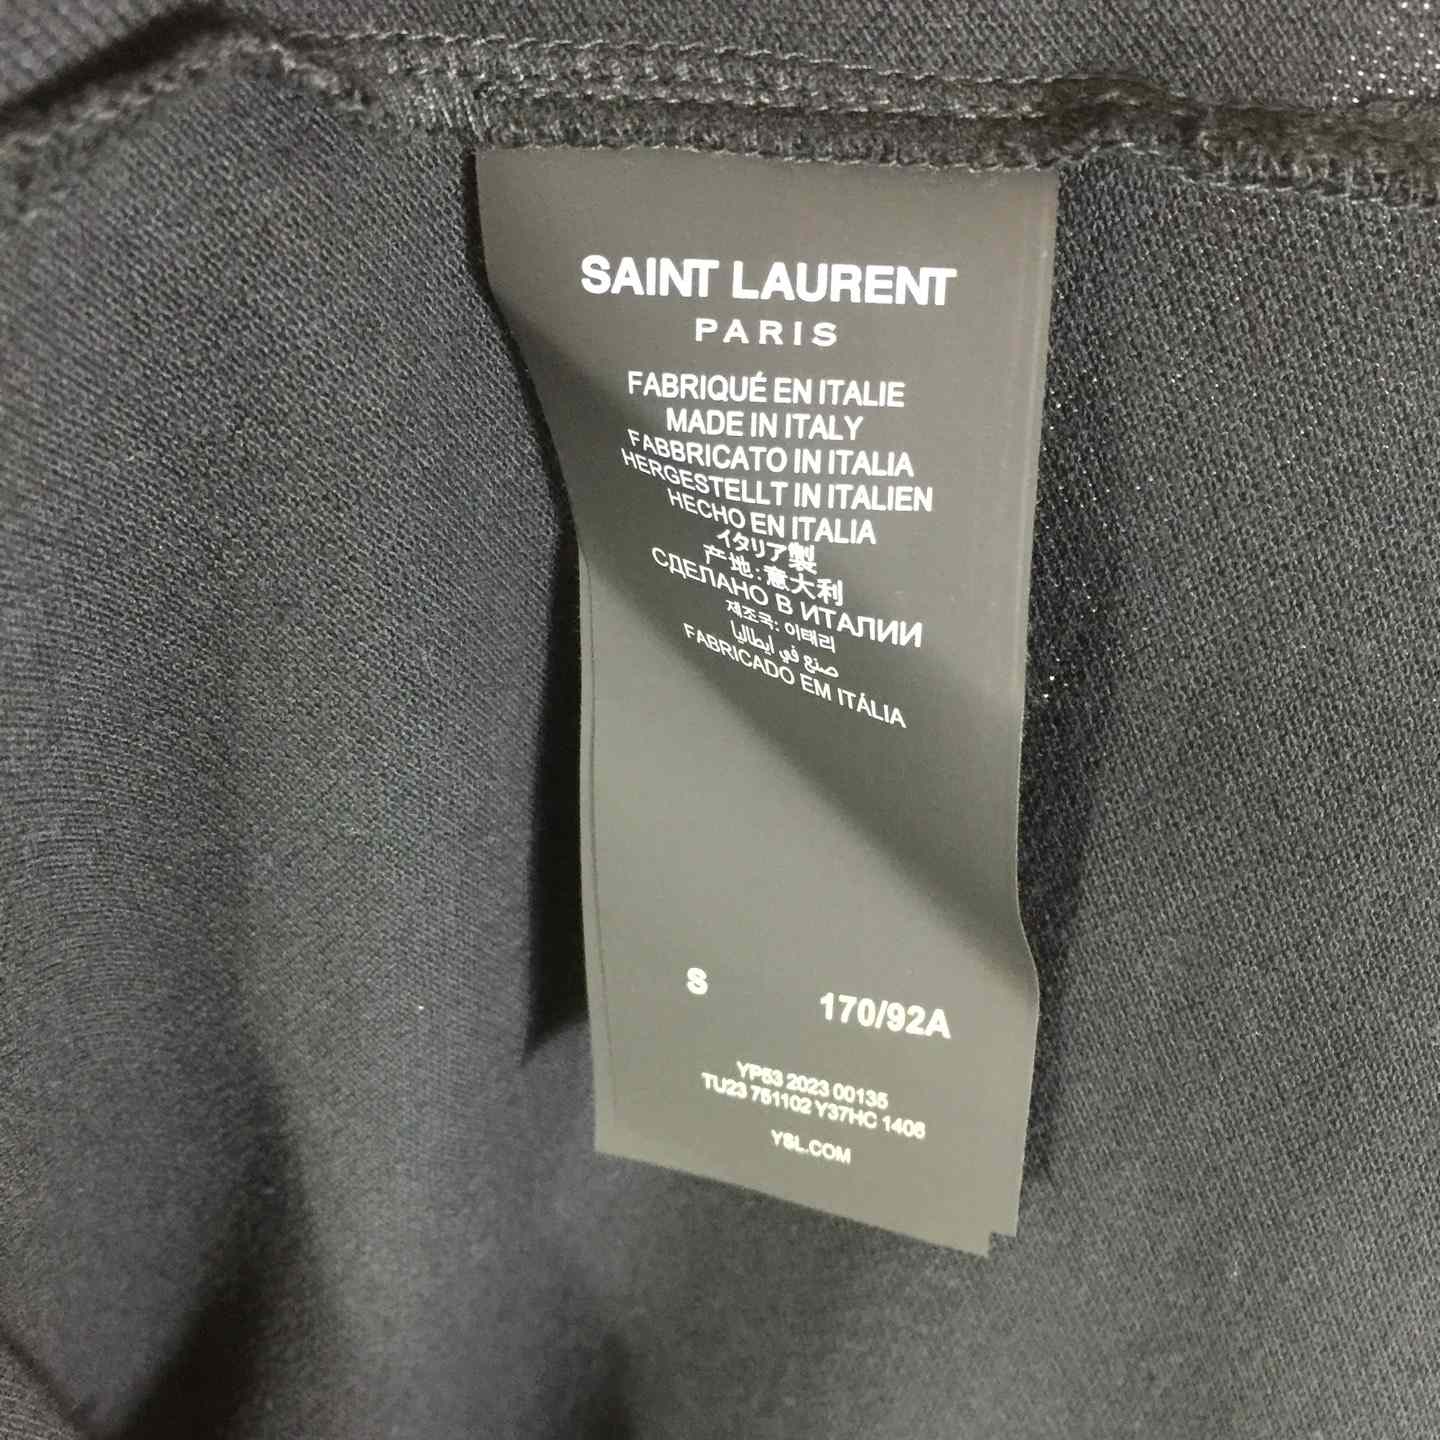 SAINT LAURENT
PARIS
FABRIQUÉ EN ITALIE
MADE IN ITALY
FABBRICATO IN ITALIA
HERGESTELLT IN ITALIEN
HECHO EN ITALIA
イタリア製
产地:意大利
СДЕЛАНО В ИТАЛИИ
제조국: 이태리
صنع في ايطاليا
FABRICADO EM ITÁLIA
S 170/92A
YP53 2023 00135
TU23 751102 Y37HC 1406
YSL.COM